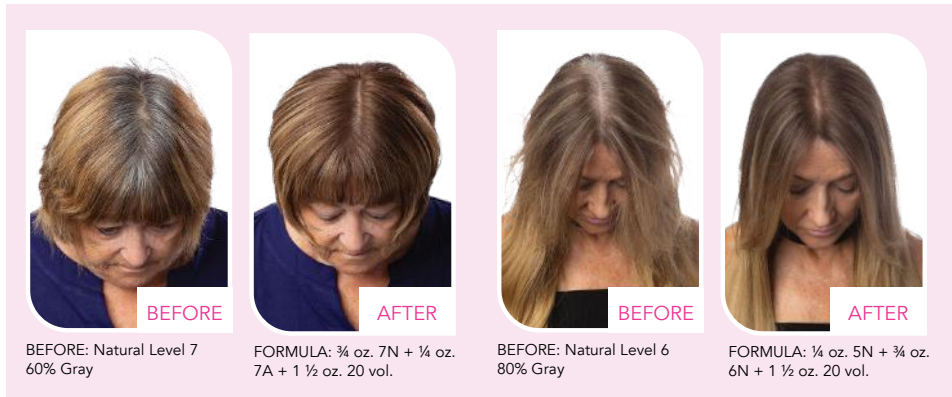 BEFORE
AFTER
BEFORE
AFTER
BEFORE: Natural Level 7
60% Gray
FORMULA: ¾ oz. 7N + ¼ oz.
7A + 1 ½ oz. 20 vol.
BEFORE: Natural Level 6
80% Gray
FORMULA: ¼ oz. 5N + ¾ oz.
6N + 1 ½ oz. 20 vol.